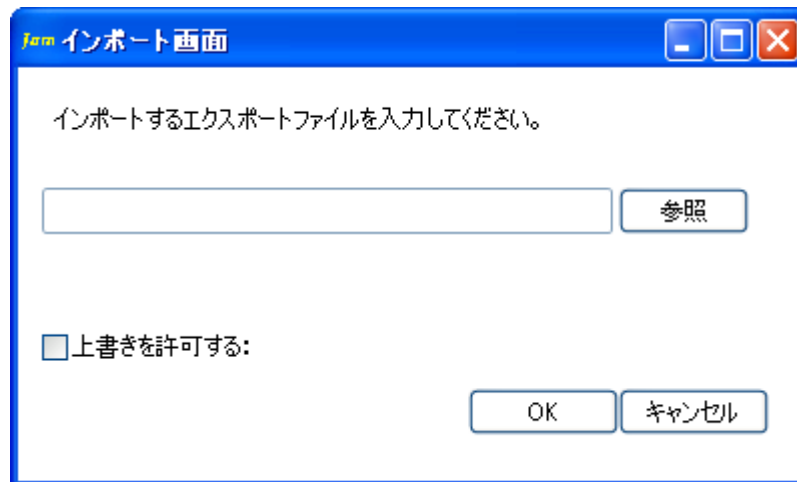 Jam インポート画面
インポートするエクスポートファイルを入力してください。
参照
上書きを許可する:
OK キャンセル